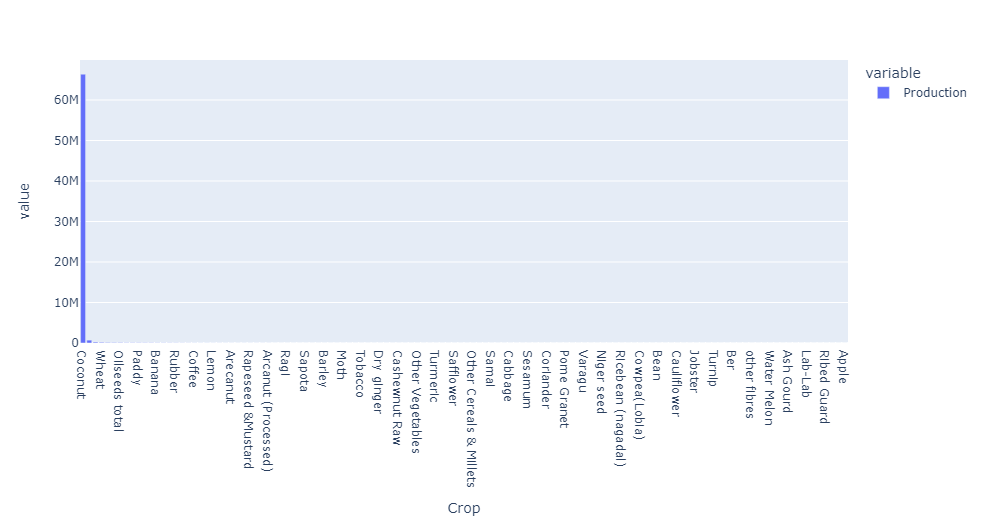 variable
Production
value
60M
50M
40M
30M
20M
10M
0
Coconut
Wheat
Oilseeds total
Paddy
Banana
Rubber
Coffee
Lemon
Arecanut
Rapeseed &Mustard
Arcanut (Processed)
Ragi
Sapota
Barley
Moth
Tobacco
Dry ginger
Cashewnut Raw
Other Vegetables
Turmeric
Safflower
Other Cereals & Millets
Samai
Cabbage
Sesamum
Coriander
Pome Granet
Varagu
Niger seed
Ricebean (nagadal)
Cowpea(Lobia)
Bean
Cauliflower
Jobster
Turnip
Ber
other fibres
Water Melon
Ash Gourd
Lab-Lab
Ribed Guard
Apple
Crop